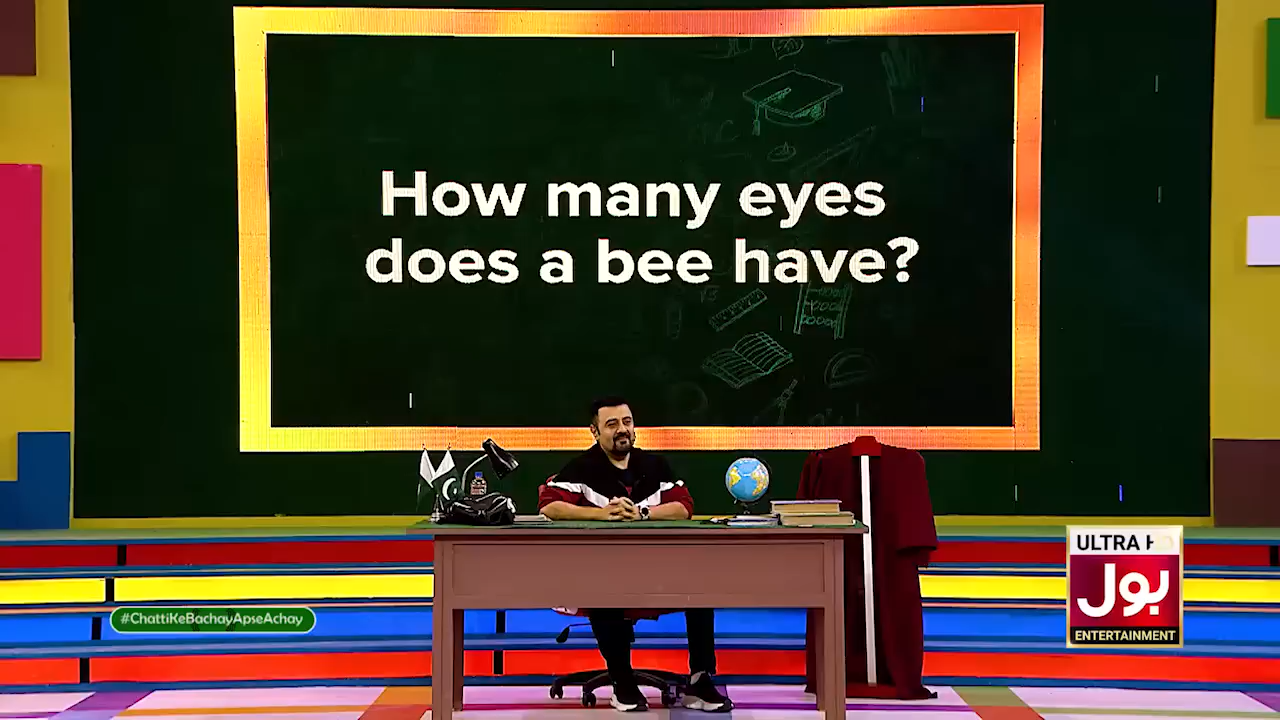 How many eyes
does a bee have?
#ChattiKeBachayApseAchay
ULTRA H
بول
ENTERTAINMENT